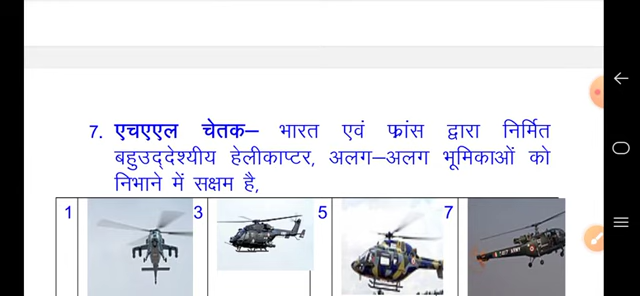 7. एचएएल चेतक– भारत एवं फ्रांस द्वारा निर्मित
बहुउद्देश्यीय हेलीकाप्टर, अलग–अलग भूमिकाओं को
निभाने में सक्षम है,
1 3 5 7